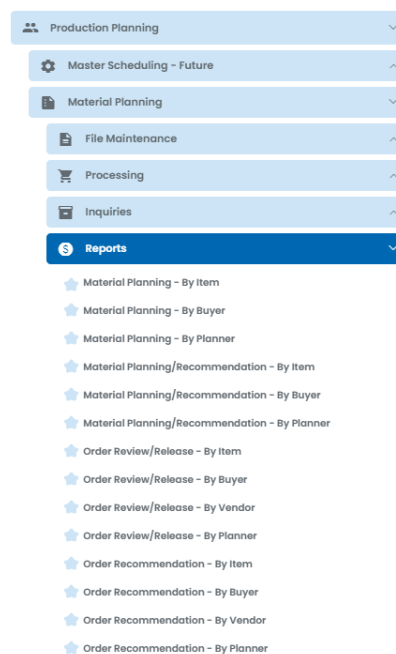 Production Planning
Master Scheduling - Future
Material Planning
File Maintenance
Processing
Inquiries
$ Reports
Material Planning - By Item
Material Planning - By Buyer
Material Planning - By Planner
Material Planning/Recommendation - By Item
Material Planning/Recommendation - By Buyer
Material Planning/Recommendation - By Planner
Order Review/Release - By Item
Order Review/Release - By Buyer
Order Review/Release - By Vendor
Order Review/Release - By Planner
Order Recommendation - By Item
Order Recommendation - By Buyer
Order Recommendation - By Vendor
Order Recommendation - By Planner